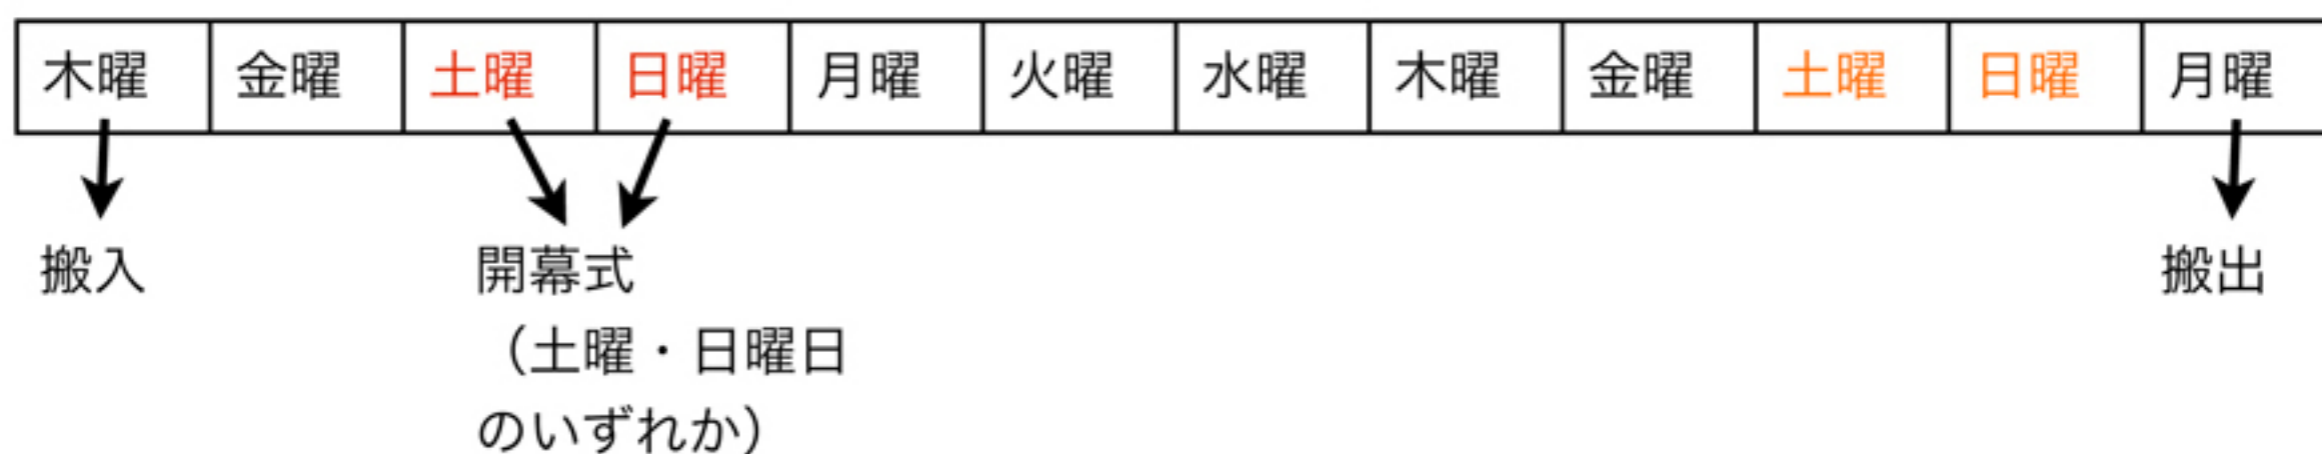 木曜 金曜 土曜 日曜 月曜 火曜 水曜 木曜 金曜 土曜 日曜 月曜
搬入 開幕式 搬出
（土曜・日曜日
のいずれか）